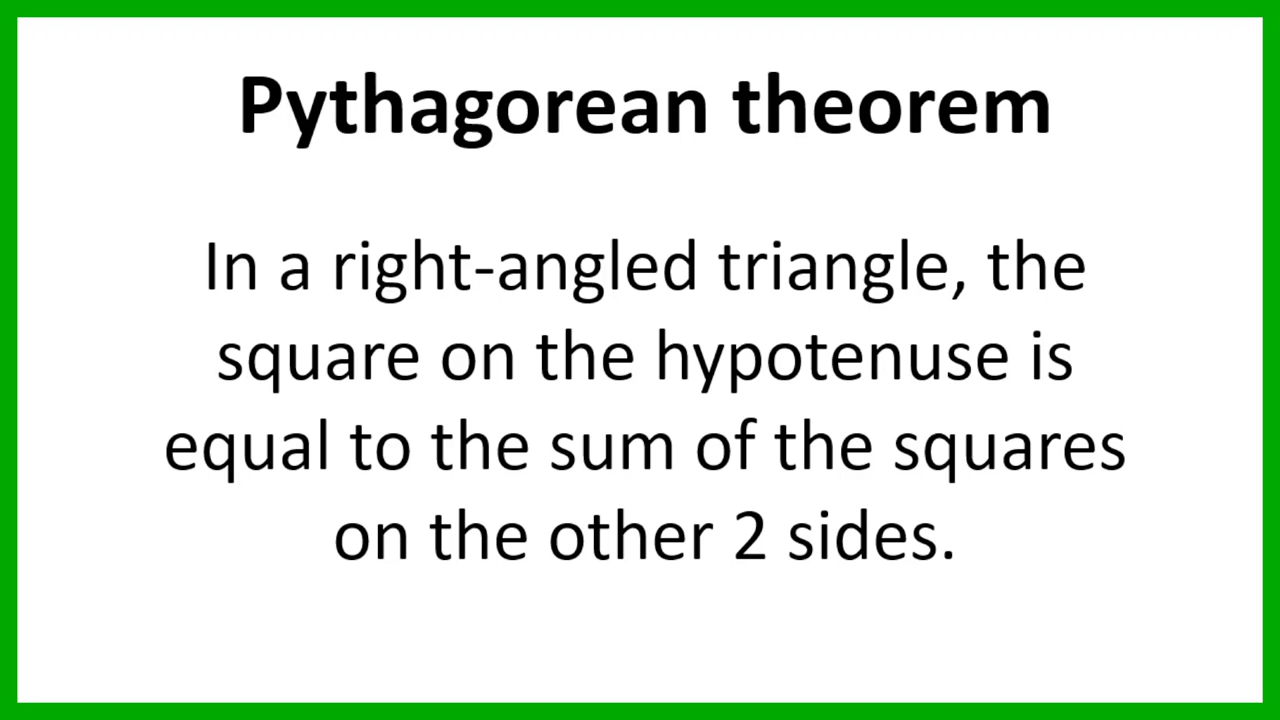 Pythagorean theorem
In a right-angled triangle, the
square on the hypotenuse is
equal to the sum of the squares
on the other 2 sides.